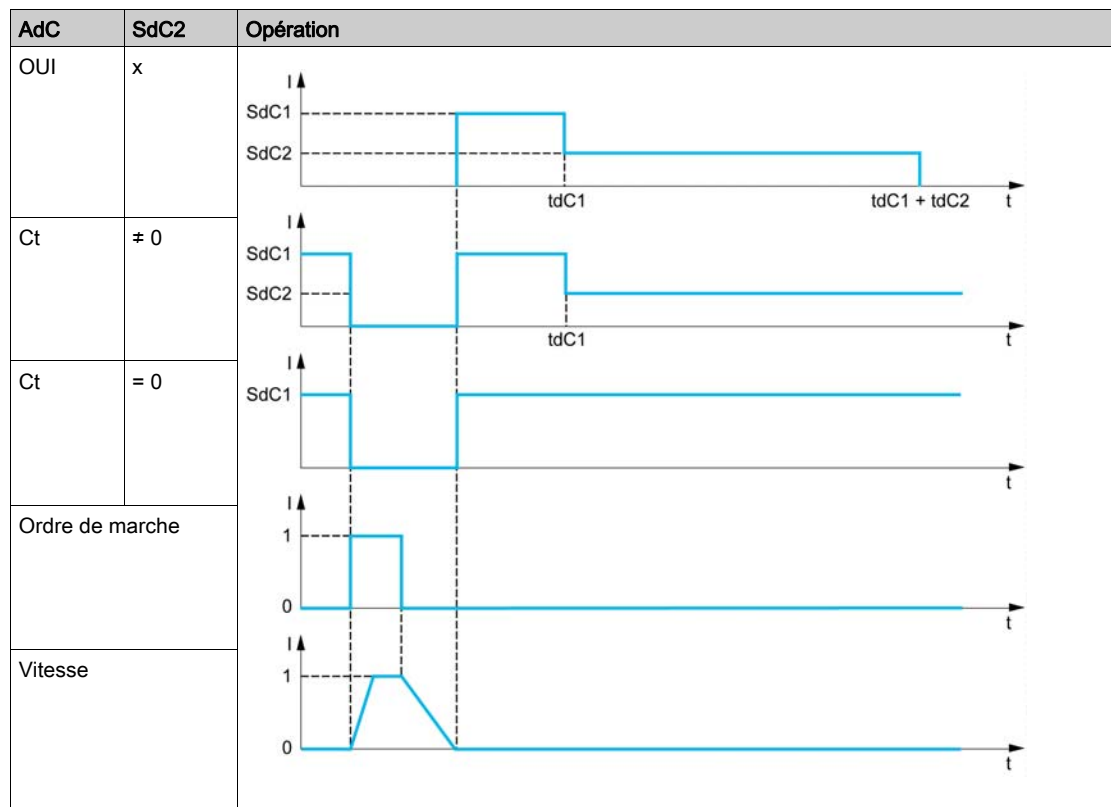 AdC SdC2 Opération
OUI x
I
SdC1
SdC2
tdC1 tdC1 + tdC2 t
Ct ≠ 0
I
SdC1
SdC2
tdC1 t
Ct = 0
I
SdC1
t
Ordre de marche
I
1
0
t
Vitesse
I
1
0
t